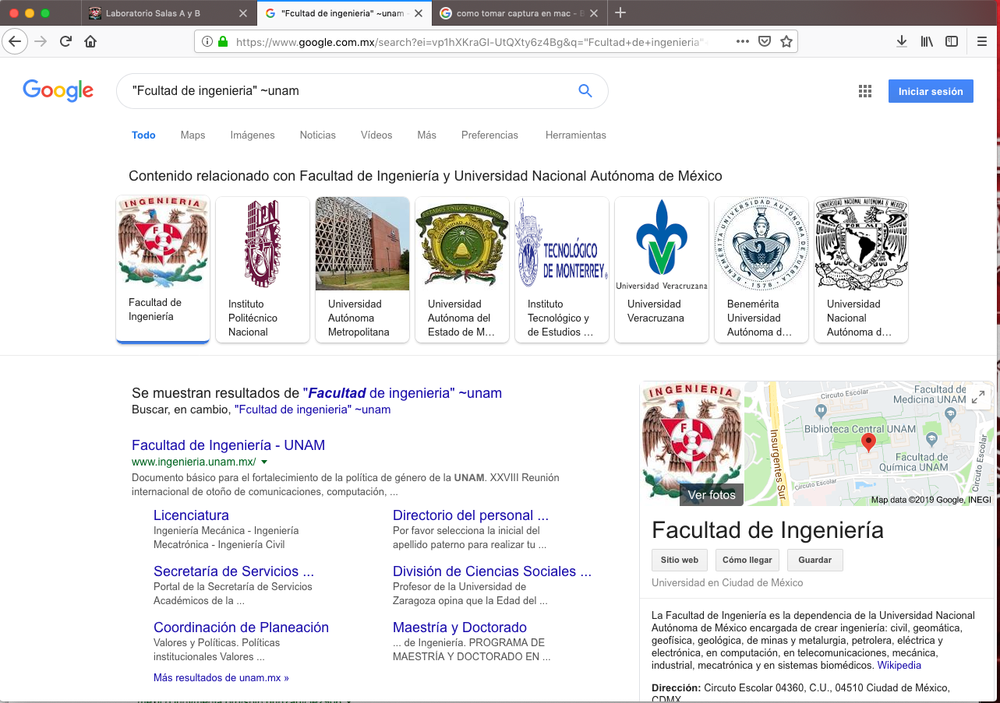 Laboratorio Salas A y B
"Fcultad de ingenieria" ~unam -
como tomar captura en mac - B
https://www.google.com.mx/search?ei=vp1hXKraGI-UtQXty6z4Bg&q="Fcultad+de+ingenieria"
Google
"Fcultad de ingenieria" ~unam
Iniciar sesión
Todo Maps Imágenes Noticias Vídeos Más Preferencias Herramientas
Contenido relacionado con Facultad de Ingeniería y Universidad Nacional Autónoma de México
INGENIERIA
FI
IPN
ESTADOS UNIDOS MEXICANOS
TECNOLÓGICO
DE MONTERREY
Universidad Veracruzana
BENEMÉRITA UNIVERSIDAD AUTÓNOMA DE PUEBLA
1578
UNIVERSIDAD NACIONAL AUTÓNOMA DE MÉXICO
Facultad de
Ingeniería
Instituto
Politécnico
Nacional
Universidad
Autónoma
Metropolitana
Universidad
Autónoma del
Estado de M...
Instituto
Tecnológico y
de Estudios ...
Universidad
Veracruzana
Benemérita
Universidad
Autónoma d...
Universidad
Nacional
Autónoma d...
Se muestran resultados de "Facultad de ingenieria" ~unam
Buscar, en cambio, "Fcultad de ingenieria" ~unam
Facultad de Ingeniería - UNAM
www.ingenieria.unam.mx/
Documento básico para el fortalecimiento de la política de género de la UNAM. XXVIII Reunión
internacional de otoño de comunicaciones, computación, ...
Licenciatura
Ingeniería Mecánica - Ingeniería
Mecatrónica - Ingeniería Civil
Directorio del personal ...
Por favor selecciona la inicial del
apellido paterno para realizar tu ...
Secretaría de Servicios ...
Portal de la Secretaría de Servicios
Académicos de la ...
División de Ciencias Sociales ...
Profesor de la Universidad de
Zaragoza opina que la Edad del ...
Coordinación de Planeación
Valores y Políticas. Políticas
institucionales Valores ...
Maestría y Doctorado
... de Ingeniería. PROGRAMA DE
MAESTRÍA Y DOCTORADO EN ...
Más resultados de unam.mx »
INGENIERIA
FI
Ver fotos
Circuito Escolar
Facultad de
Medicina UNAM
Biblioteca Central UNAM
Insurgentes Sur
Facultad de
Química UNAM
Circuito Escolar
Circuito Escolar
Map data ©2019 Google, INEGI
Facultad de Ingeniería
Sitio web Cómo llegar Guardar
Universidad en Ciudad de México
La Facultad de Ingeniería es la dependencia de la Universidad Nacional
Autónoma de México encargada de crear ingeniería: civil, geomática,
geofísica, geológica, de minas y metalurgia, petrolera, eléctrica y
electrónica, en computación, en telecomunicaciones, mecánica,
industrial, mecatrónica y en sistemas biomédicos. Wikipedia
Dirección: Circuto Escolar 04360, C.U., 04510 Ciudad de México,
CDMX